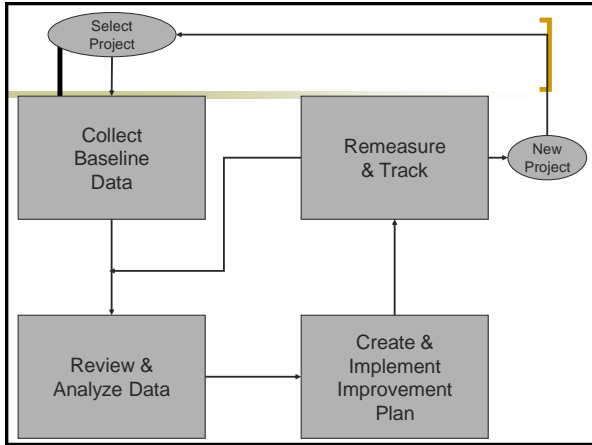 Select
Project
Collect
Baseline
Data
Remeasure
& Track
New
Project
Review &
Analyze Data
Create &
Implement
Improvement
Plan